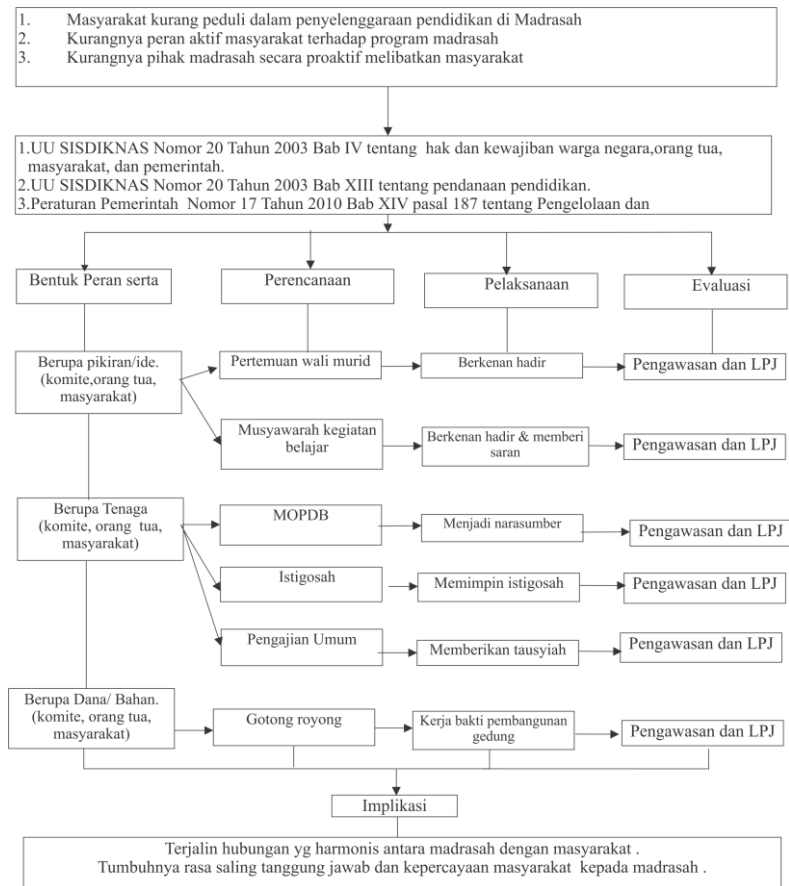 1. Masyarakat kurang peduli dalam penyelenggaraan pendidikan di Madrasah
2. Kurangnya peran aktif masyarakat terhadap program madrasah
3. Kurangnya pihak madrasah secara proaktif melibatkan masyarakat
1.UU SISDIKNAS Nomor 20 Tahun 2003 Bab IV tentang hak dan kewajiban warga negara,orang tua,
masyarakat, dan pemerintah.
2.UU SISDIKNAS Nomor 20 Tahun 2003 Bab XIII tentang pendanaan pendidikan.
3.Peraturan Pemerintah Nomor 17 Tahun 2010 Bab XIV pasal 187 tentang Pengelolaan dan
Bentuk Peran serta
Perencanaan
Pelaksanaan
Evaluasi
Berupa pikiran/ide.
(komite,orang tua,
masyarakat)
Pertemuan wali murid
Berkenan hadir
Pengawasan dan LPJ
Musyawarah kegiatan
belajar
Berkenan hadir & memberi
saran
Pengawasan dan LPJ
Berupa Tenaga
(komite, orang tua,
masyarakat)
MOPDB
Menjadi narasumber
Pengawasan dan LPJ
Istigosah
Memimpin istigosah
Pengawasan dan LPJ
Pengajian Umum
Memberikan tausyiah
Pengawasan dan LPJ
Berupa Dana/ Bahan.
(komite, orang tua,
masyarakat)
Gotong royong
Kerja bakti pembangunan
gedung
Pengawasan dan LPJ
Implikasi
Terjalin hubungan yg harmonis antara madrasah dengan masyarakat .
Tumbuhnya rasa saling tanggung jawab dan kepercayaan masyarakat kepada madrasah .